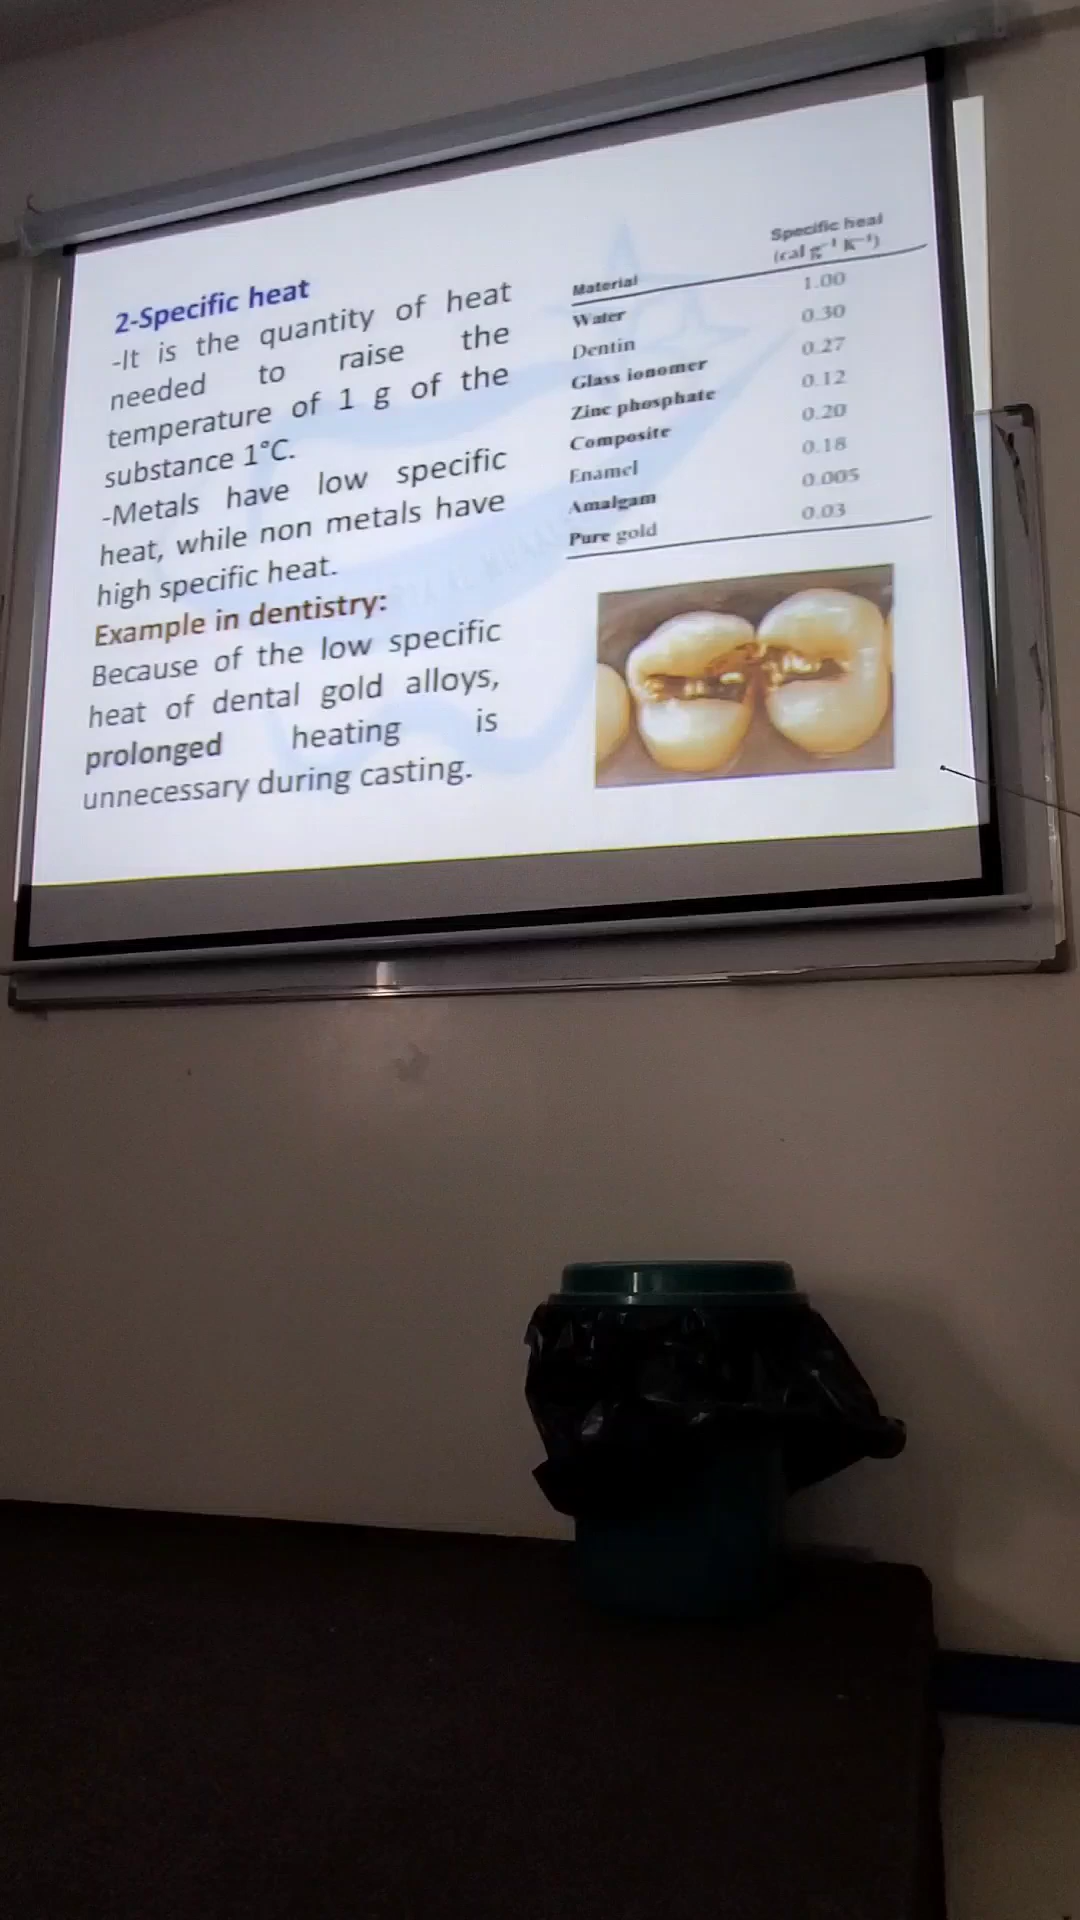 2-Specific heat
-It is the quantity of heat
needed to raise the
temperature of 1 g of the
substance 1°C.
-Metals have low specific
heat, while non metals have
high specific heat.
Example in dentistry:
Because of the low specific
heat of dental gold alloys,
prolonged heating is
unnecessary during casting.
Specific heat
Material (cal g⁻¹ K⁻¹)
Water 1.00
Dentin 0.30
Glass ionomer 0.27
Zinc phosphate 0.12
Composite 0.20
Enamel 0.18
Amalgam 0.005
Pure gold 0.03